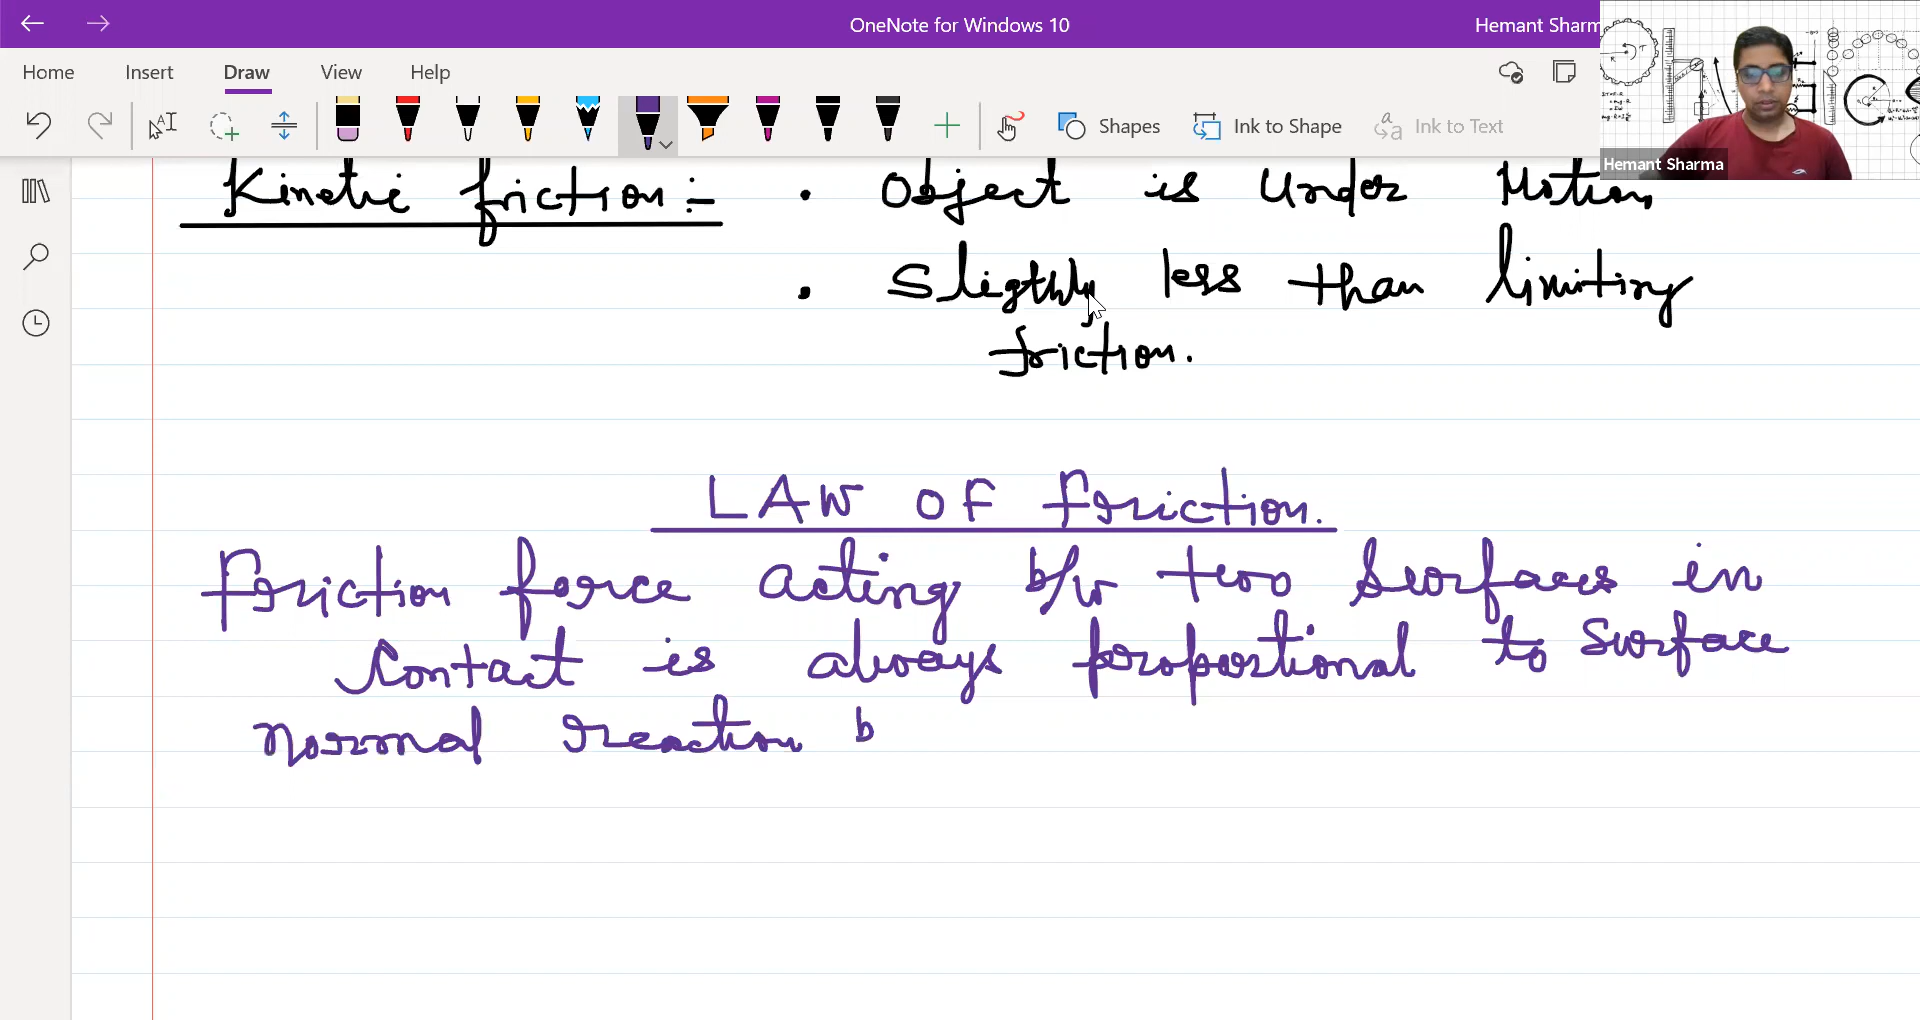 OneNote for Windows 10
Hemant Sharm
Home Insert Draw View Help
Shapes Ink to Shape Ink to Text
Hemant Sharma
Kinetic friction:- • Object is Under Motion,
• Sligthly less than limiting
friction.
LAW OF Friction.
Friction force acting b/w two Surfaces in
Contact is always proportional to Surface
normal reaction b